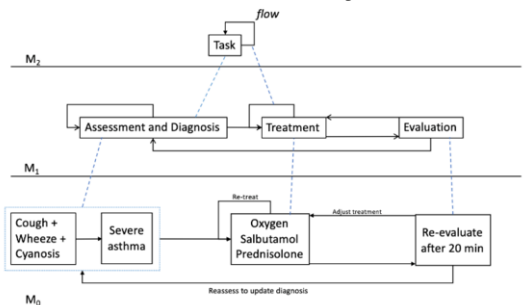 flow
Task
M2
Assessment and Diagnosis
Treatment
Evaluation
M1
Re-treat
Cough +
Wheeze +
Cyanosis
Severe
asthma
Oxygen
Salbutamol
Prednisolone
Adjust treatment
Re-evaluate
after 20 min
Reassess to update diagnosis
M0